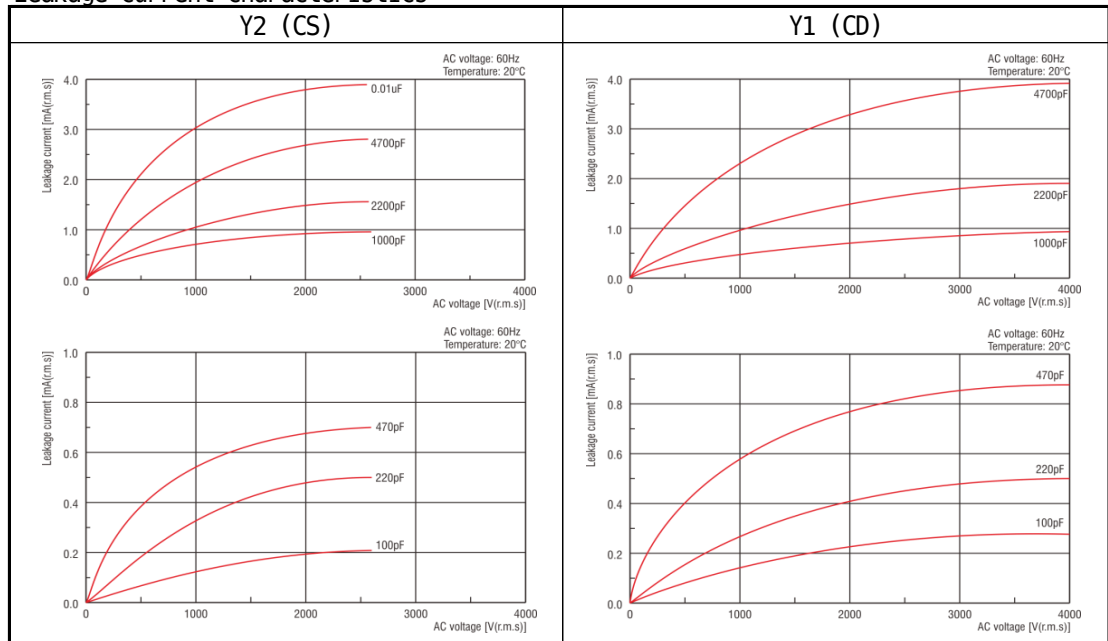 Leakage Current Characteristics
Y2 (CS)
Y1 (CD)
AC voltage: 60Hz
Temperature: 20°C
Leakage current [mA(r.m.s)]
4.0
3.0
2.0
1.0
0.0
0.01uF
4700pF
2200pF
1000pF
0
1000
2000
3000
4000
AC voltage [V(r.m.s)]
AC voltage: 60Hz
Temperature: 20°C
Leakage current [mA(r.m.s)]
4.0
3.0
2.0
1.0
0.0
4700pF
2200pF
1000pF
0
1000
2000
3000
4000
AC voltage [V(r.m.s)]
AC voltage: 60Hz
Temperature: 20°C
Leakage current [mA(r.m.s)]
1.0
0.8
0.6
0.4
0.2
0.0
470pF
220pF
100pF
0
1000
2000
3000
4000
AC voltage [V(r.m.s)]
AC voltage: 60Hz
Temperature: 20°C
Leakage current [mA(r.m.s)]
1.0
0.8
0.6
0.4
0.2
0.0
470pF
220pF
100pF
0
1000
2000
3000
4000
AC voltage [V(r.m.s)]